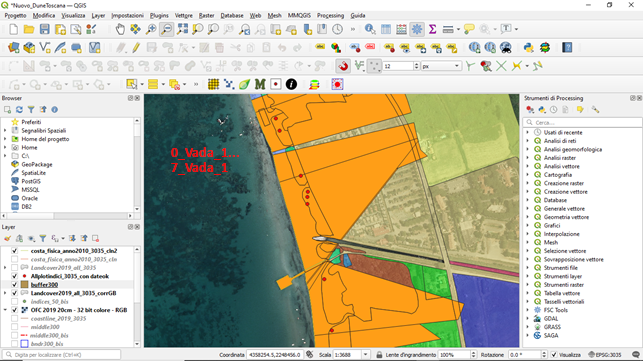 *Nuovo_DuneToscana — QGIS
Progetto Modifica Visualizza Layer Impostazioni Plugins Vettore Raster Database Web Mesh MMQGIS Processing Guida
12 px
Browser
Preferiti
Segnalibri Spaziali
Home del progetto
Home
C:\
GeoPackage
SpatiaLite
PostGIS
MSSQL
Oracle
DB2
Layer
costa_fisica_anno2010_3035_cln2
costa_fisica_anno2010_3035_cln
Landcover2019_all_3035
Allplotindici_3035_con dateok
buffer300
Landcover2019_all_3035_corrGB
indices_50_bis
OFC 2019 20cm - 32 bit colore - RGB
coastline_2019_3035
middle300
middle300_bis
bndr300_bis
0_Vada_1...
7_Vada_1
Strumenti di Processing
Cerca...
Usati di recente
Analisi di reti
Analisi geomorfologica
Analisi raster
Analisi vettore
Cartografia
Creazione raster
Creazione vettore
Database
Generale vettore
Geometria vettore
Grafici
Interpolazione
Mesh
Selezione vettore
Sovrapposizione vettore
Strumenti file
Strumenti layer
Strumenti raster
Tabella vettore
Tasselli vettoriali
FSC Tools
GDAL
GRASS
SAGA
Digita per localizzare (Ctrl+K)
Coordinata 4358254.5,2248456.0 Scala 1:3688 Lente d'ingrandimento 100% Rotazione 0.0 ° Visualizza EPSG:3035